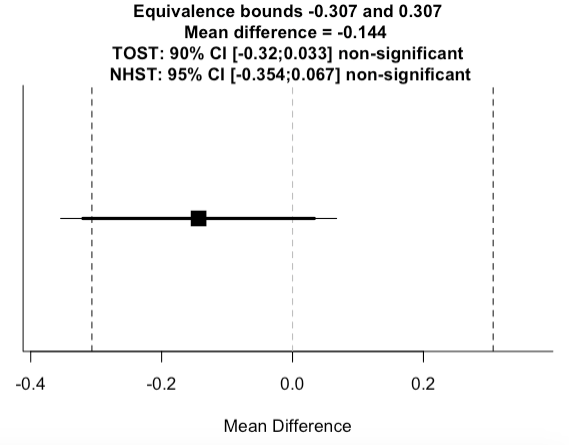 Equivalence bounds -0.307 and 0.307
Mean difference = -0.144
TOST: 90% CI [-0.32;0.033] non-significant
NHST: 95% CI [-0.354;0.067] non-significant
-0.4 -0.2 0.0 0.2
Mean Difference